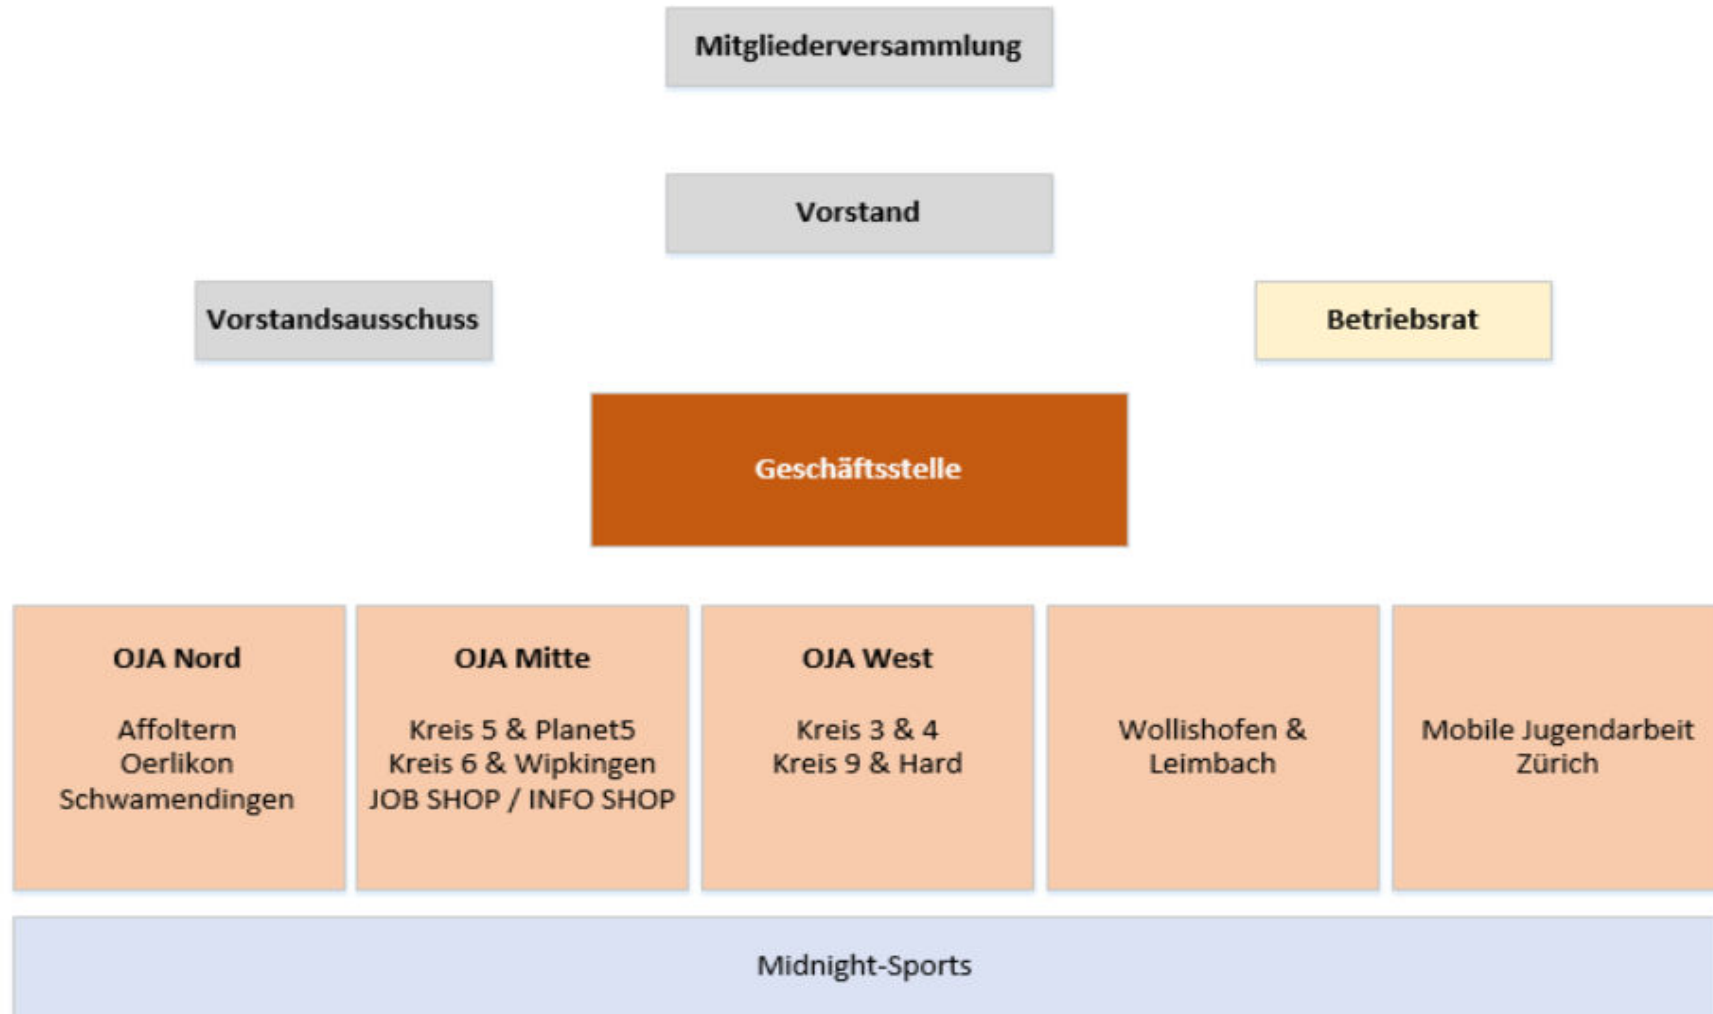 Mitgliederversammlung
Vorstand
Vorstandsausschuss
Betriebsrat
Geschäftsstelle
OJA Nord
Affoltern
Oerlikon
Schwamendingen
OJA Mitte
Kreis 5 & Planet5
Kreis 6 & Wipkingen
JOB SHOP / INFO SHOP
OJA West
Kreis 3 & 4
Kreis 9 & Hard
Wollishofen &
Leimbach
Mobile Jugendarbeit
Zürich
Midnight-Sports